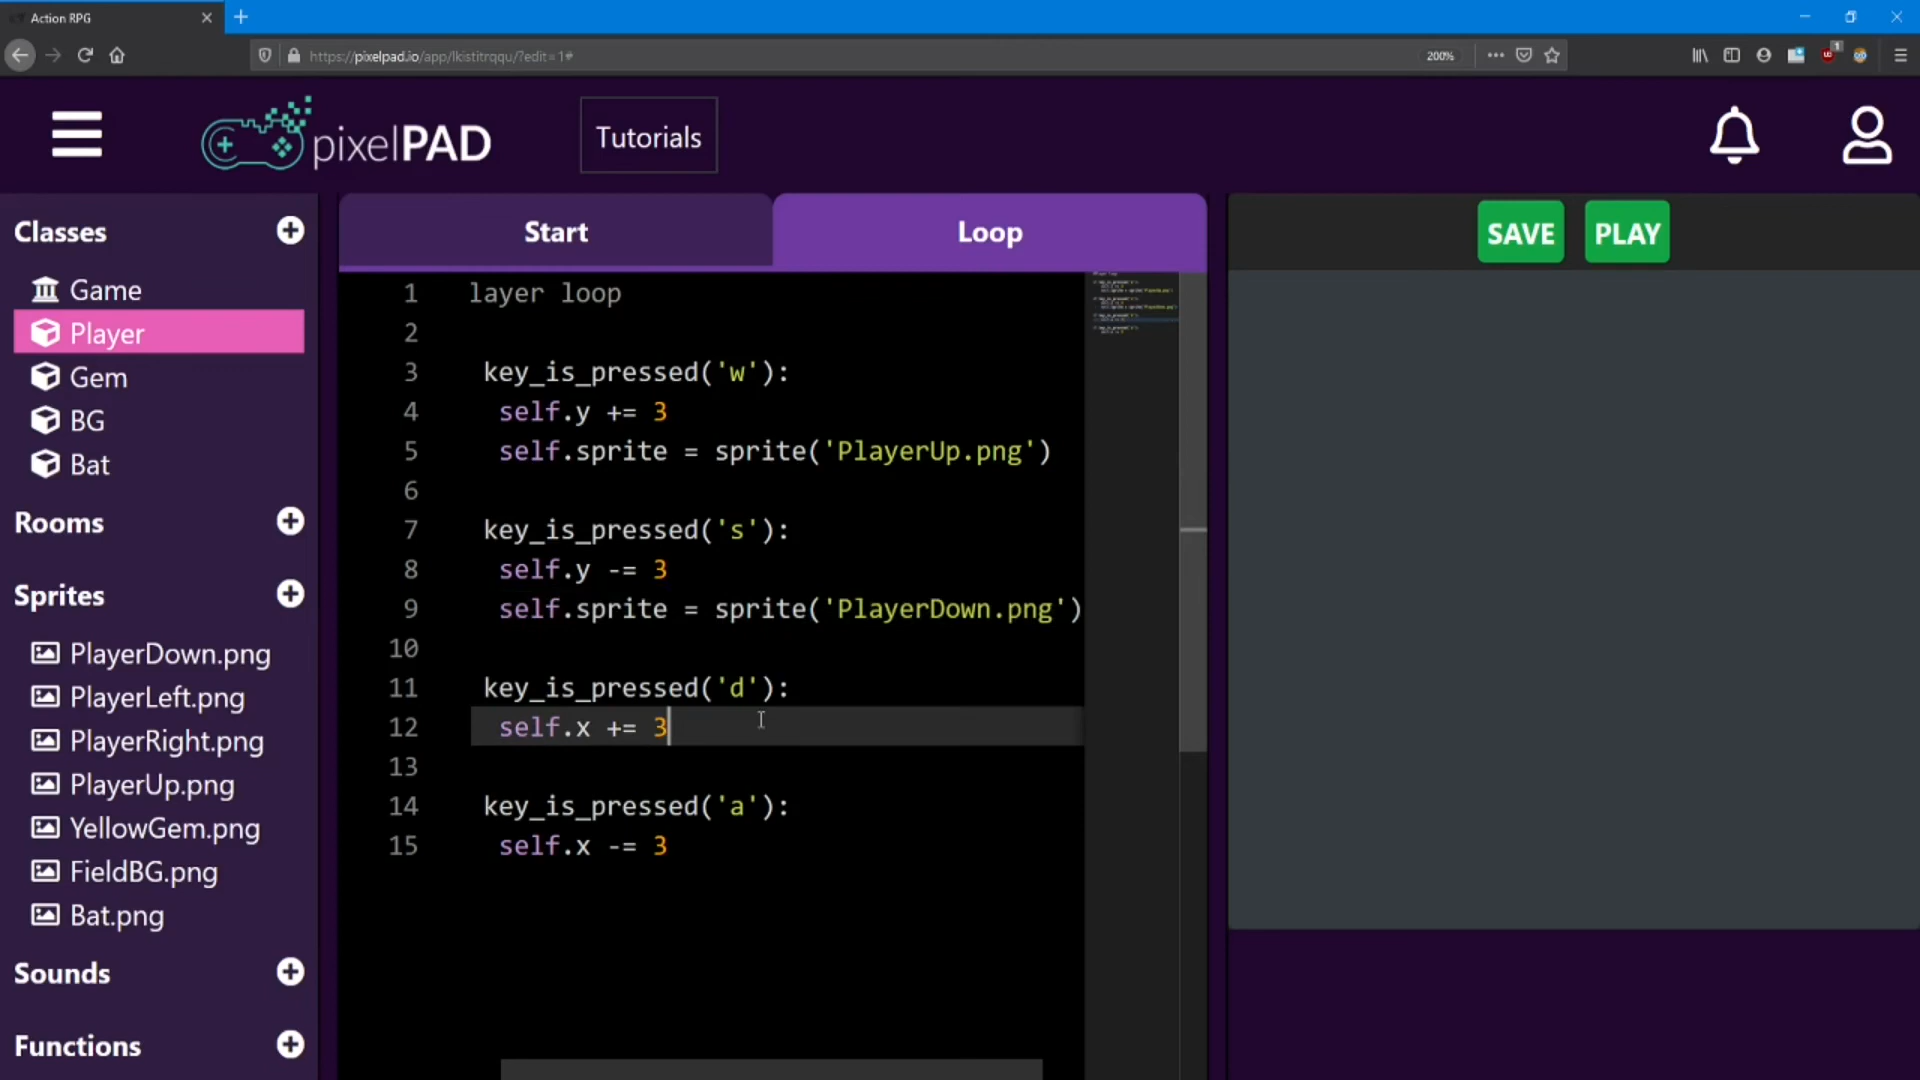 Action RPG
https://pixelpad.io/app/lkistitrqqu/?edit=1#
200%
1
pixelPAD
Tutorials
Classes
Game
Player
Gem
BG
Bat
Rooms
Sprites
PlayerDown.png
PlayerLeft.png
PlayerRight.png
PlayerUp.png
YellowGem.png
FieldBG.png
Bat.png
Sounds
Functions
Start
Loop
1 layer loop
2
3 key_is_pressed('w'):
4 self.y += 3
5 self.sprite = sprite('PlayerUp.png')
6
7 key_is_pressed('s'):
8 self.y -= 3
9 self.sprite = sprite('PlayerDown.png')
10
11 key_is_pressed('d'):
12 self.x += 3
13
14 key_is_pressed('a'):
15 self.x -= 3
SAVE
PLAY